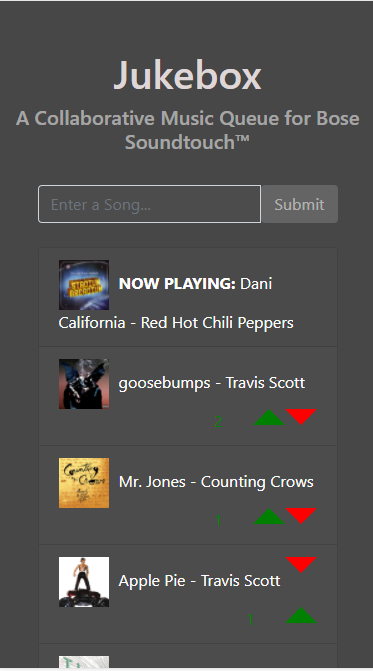 Jukebox
A Collaborative Music Queue for Bose
Soundtouch™
Enter a Song...
Submit
NOW PLAYING: Dani
California - Red Hot Chili Peppers
goosebumps - Travis Scott
2
Mr. Jones - Counting Crows
1
Apple Pie - Travis Scott
1